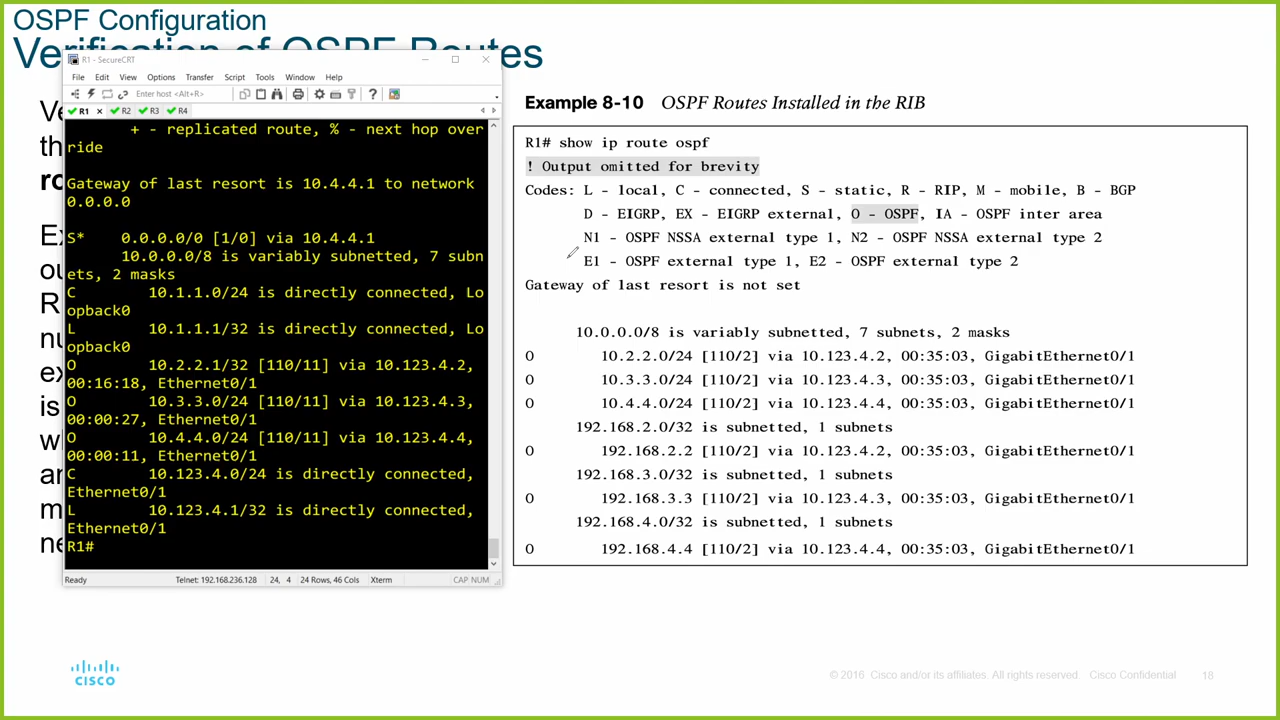 OSPF Configuration
Verification of OSPF Routes
R1 - SecureCRT
File Edit View Options Transfer Script Tools Window Help
Enter host <Alt+R>
R1 R2 R3 R4
+ - replicated route, % - next hop over
ride
Gateway of last resort is 10.4.4.1 to network
0.0.0.0
S* 0.0.0.0/0 [1/0] via 10.4.4.1
10.0.0.0/8 is variably subnetted, 7 subn
ets, 2 masks
C 10.1.1.0/24 is directly connected, Lo
opback0
L 10.1.1.1/32 is directly connected, Lo
opback0
O 10.2.2.1/32 [110/11] via 10.123.4.2,
00:16:18, Ethernet0/1
O 10.3.3.0/24 [110/11] via 10.123.4.3,
00:00:27, Ethernet0/1
O 10.4.4.0/24 [110/11] via 10.123.4.4,
00:00:11, Ethernet0/1
C 10.123.4.0/24 is directly connected,
Ethernet0/1
L 10.123.4.1/32 is directly connected,
Ethernet0/1
R1#
Ready Telnet: 192.168.236.128 24, 4 24 Rows, 46 Cols Xterm CAP NUM
Example 8-10 OSPF Routes Installed in the RIB
R1# show ip route ospf
! Output omitted for brevity
Codes: L - local, C - connected, S - static, R - RIP, M - mobile, B - BGP
D - EIGRP, EX - EIGRP external, O - OSPF, IA - OSPF inter area
N1 - OSPF NSSA external type 1, N2 - OSPF NSSA external type 2
E1 - OSPF external type 1, E2 - OSPF external type 2
Gateway of last resort is not set
10.0.0.0/8 is variably subnetted, 7 subnets, 2 masks
O 10.2.2.0/24 [110/2] via 10.123.4.2, 00:35:03, GigabitEthernet0/1
O 10.3.3.0/24 [110/2] via 10.123.4.3, 00:35:03, GigabitEthernet0/1
O 10.4.4.0/24 [110/2] via 10.123.4.4, 00:35:03, GigabitEthernet0/1
192.168.2.0/32 is subnetted, 1 subnets
O 192.168.2.2 [110/2] via 10.123.4.2, 00:35:03, GigabitEthernet0/1
192.168.3.0/32 is subnetted, 1 subnets
O 192.168.3.3 [110/2] via 10.123.4.3, 00:35:03, GigabitEthernet0/1
192.168.4.0/32 is subnetted, 1 subnets
O 192.168.4.4 [110/2] via 10.123.4.4, 00:35:03, GigabitEthernet0/1
CISCO
© 2016 Cisco and/or its affiliates. All rights reserved. Cisco Confidential 18